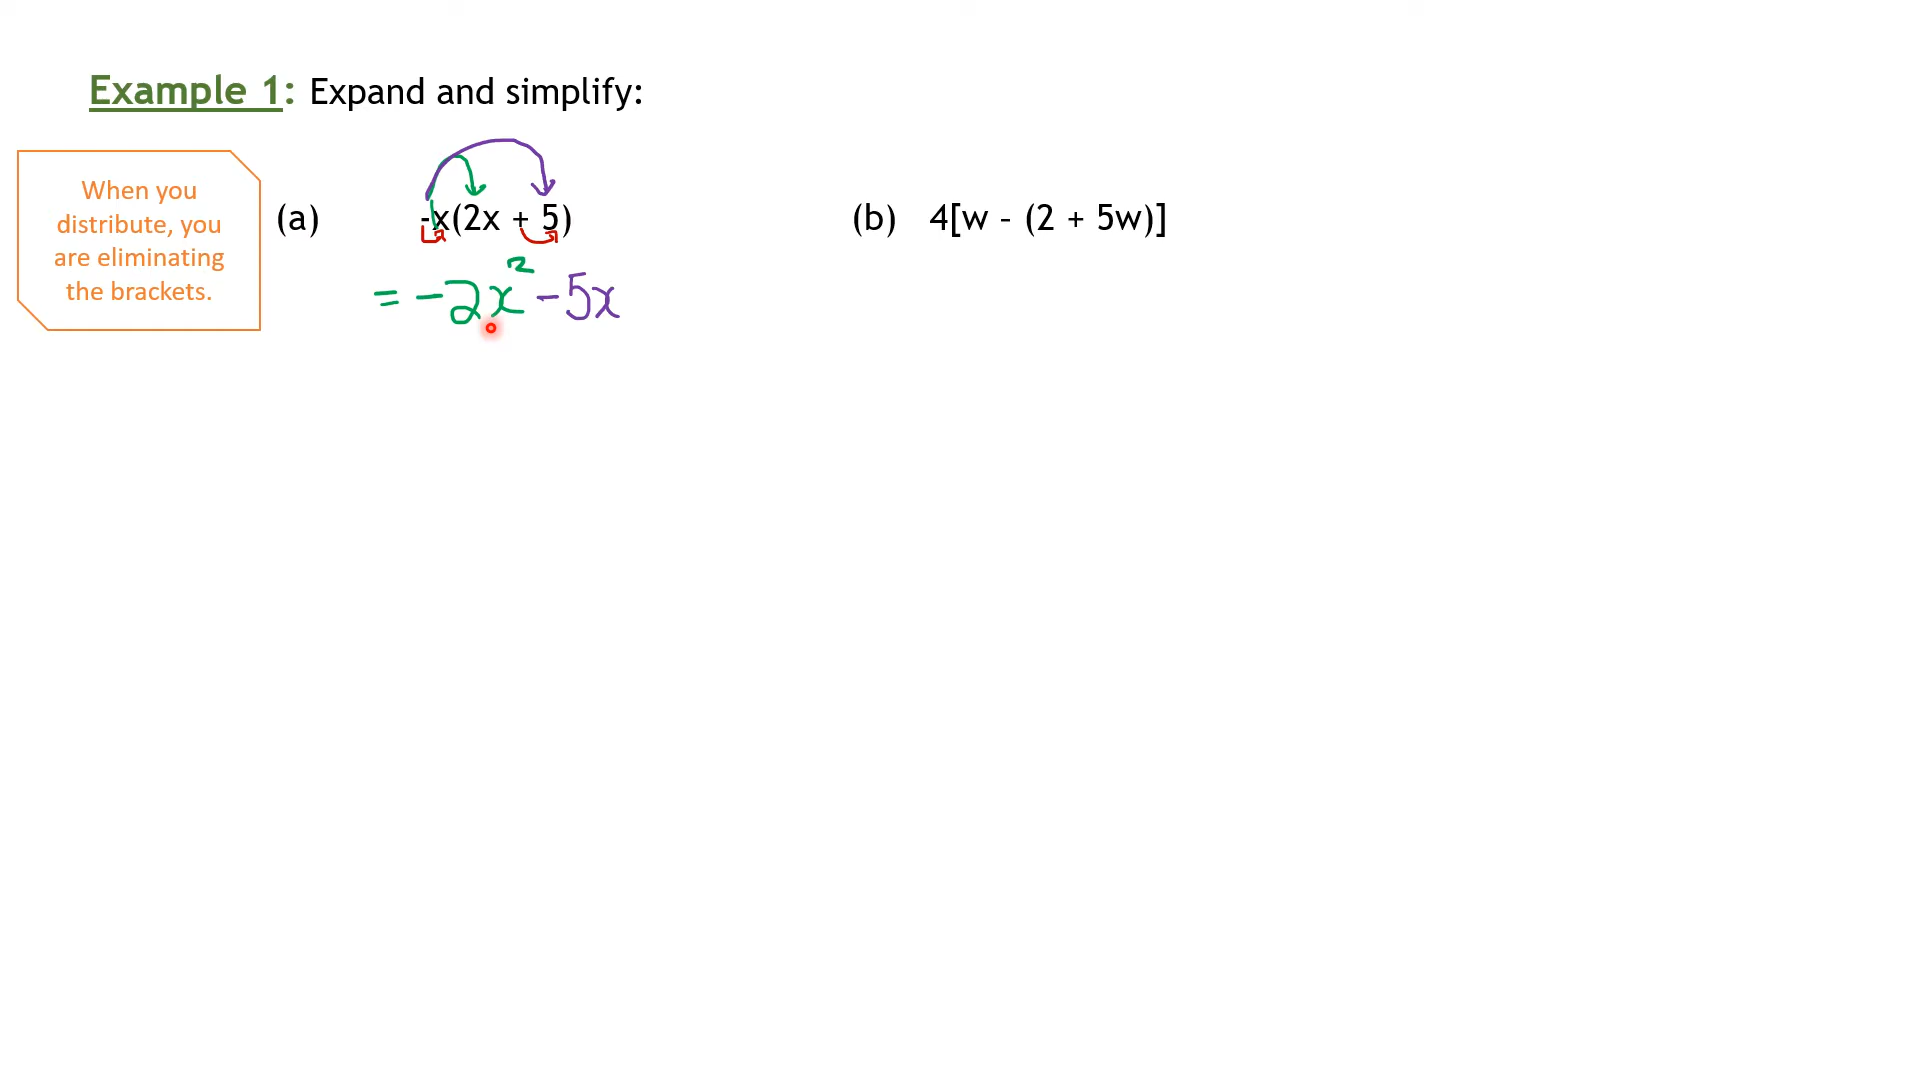 Example 1: Expand and simplify:
When you
distribute, you
are eliminating
the brackets.
(a) -x(2x + 5)
= -2x² - 5x
(b) 4[w - (2 + 5w)]